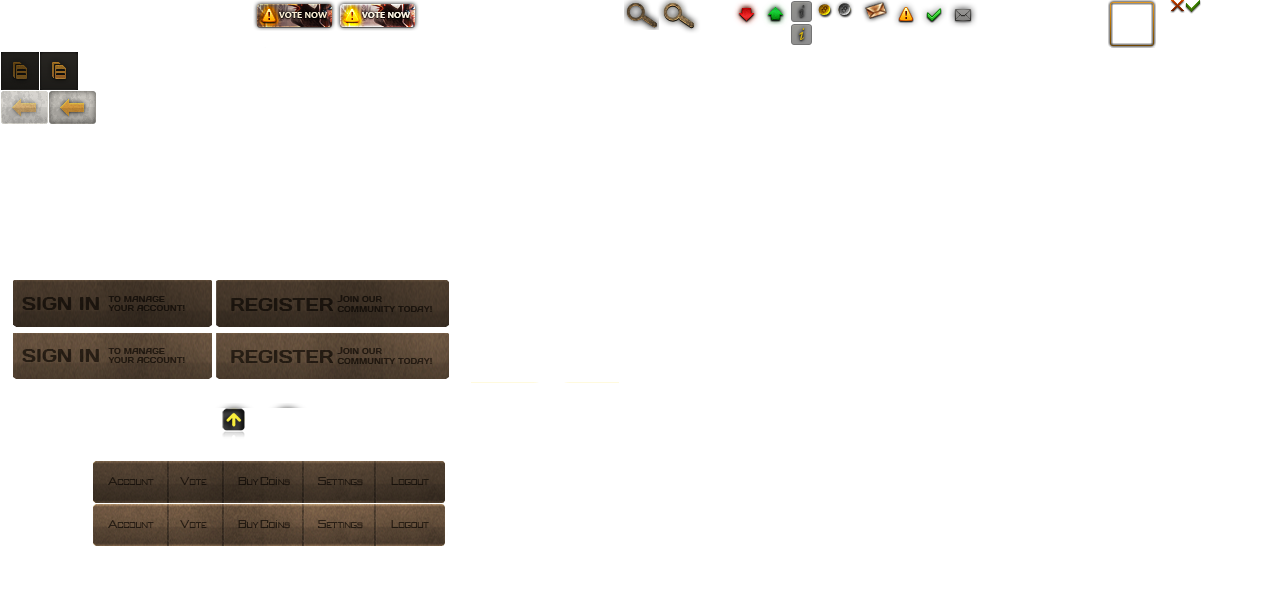 VOTE NOW VOTE NOW
SIGN IN TO MANAGE
YOUR ACCOUNT!
REGISTER JOIN OUR
COMMUNITY TODAY!
SIGN IN TO MANAGE
YOUR ACCOUNT!
REGISTER JOIN OUR
COMMUNITY TODAY!
ACCOUNT VOTE BUY COINS SETTINGS LOGOUT
ACCOUNT VOTE BUY COINS SETTINGS LOGOUT